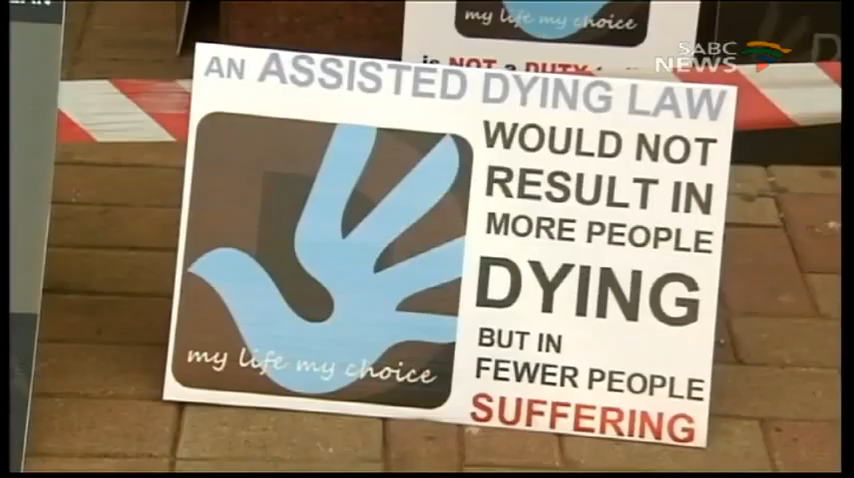 my life my choice
is NOT a DUTY
SABC
NEWS
AN ASSISTED DYING LAW
WOULD NOT
RESULT IN
MORE PEOPLE
DYING
BUT IN
FEWER PEOPLE
SUFFERING
my life my choice